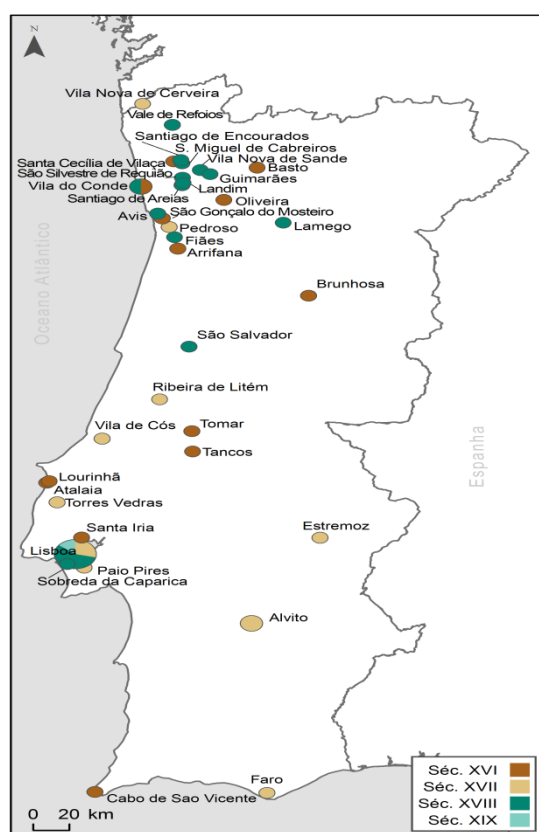 Z
Vila Nova de Cerveira
Vale de Refoios
Santiago de Encourados
S. Miguel de Cabreiros
Vila Nova de Sande
Santa Cecília de Vilaça
Basto
São Silvestre de Requião
Guimarães
Vila do Conde
Landim
Santiago de Areias
Oliveira
Avis
São Gonçalo do Mosteiro
Lamego
Pedroso
Fiães
Arrifana
Oceano Atlântico
Brunhosa
São Salvador
Ribeira de Litém
Vila de Cós
Tomar
Tancos
Espanha
Lourinhã
Atalaia
Torres Vedras
Santa Iria
Estremoz
Lisboa
Paio Pires
Sobreda da Caparica
Alvito
Faro
Cabo de Sao Vicente
0 20 km
Séc. XVI
Séc. XVII
Séc. XVIII
Séc. XIX